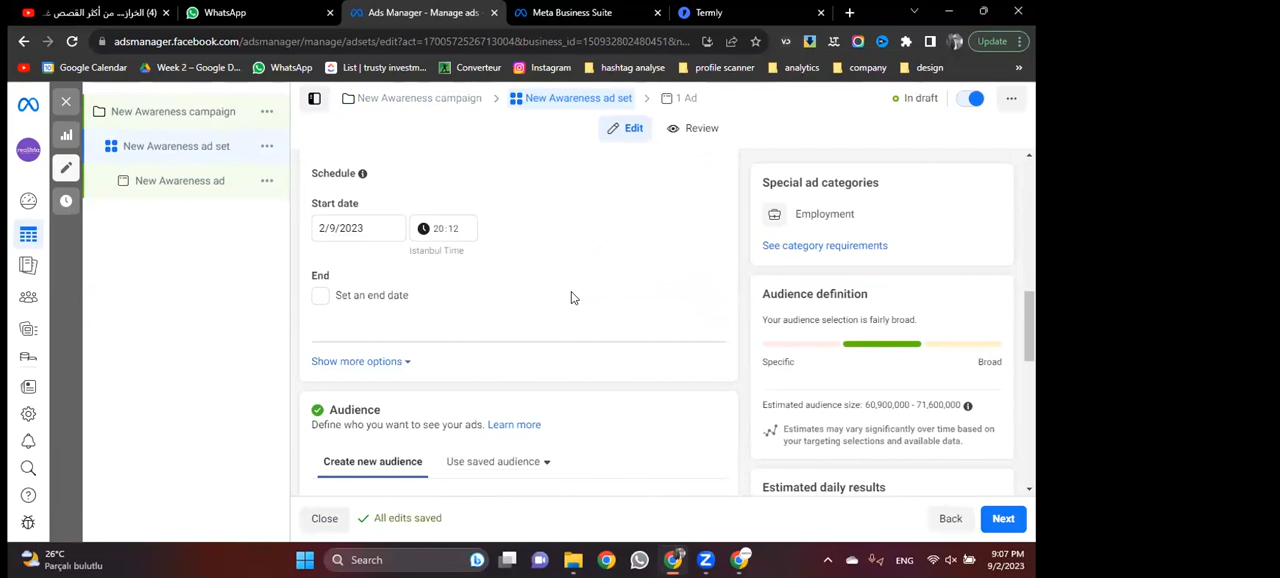 (4) الخراز... من أكثر القصص غـ
WhatsApp
Ads Manager - Manage ads
Meta Business Suite
Termly
adsmanager.facebook.com/adsmanager/manage/adsets/edit?act=1700572526713004&business_id=150932802480451&n...
Update
Google Calendar
Week 2 – Google D...
WhatsApp
List | trusty investm...
Converteur
Instagram
hashtag analyse
profile scanner
analytics
company
design
»
New Awareness campaign
New Awareness ad set
New Awareness ad
New Awareness campaign
New Awareness ad set
1 Ad
In draft
Edit
Review
Schedule
Start date
2/9/2023
20:12
Istanbul Time
End
Set an end date
Show more options
Audience
Define who you want to see your ads. Learn more
Create new audience
Use saved audience
Special ad categories
Employment
See category requirements
Audience definition
Your audience selection is fairly broad.
Specific
Broad
Estimated audience size: 60,900,000 - 71,600,000
Estimates may vary significantly over time based on
your targeting selections and available data.
Estimated daily results
Close
All edits saved
Back
Next
26°C
Parçalı bulutlu
Search
ENG
9:07 PM
9/2/2023